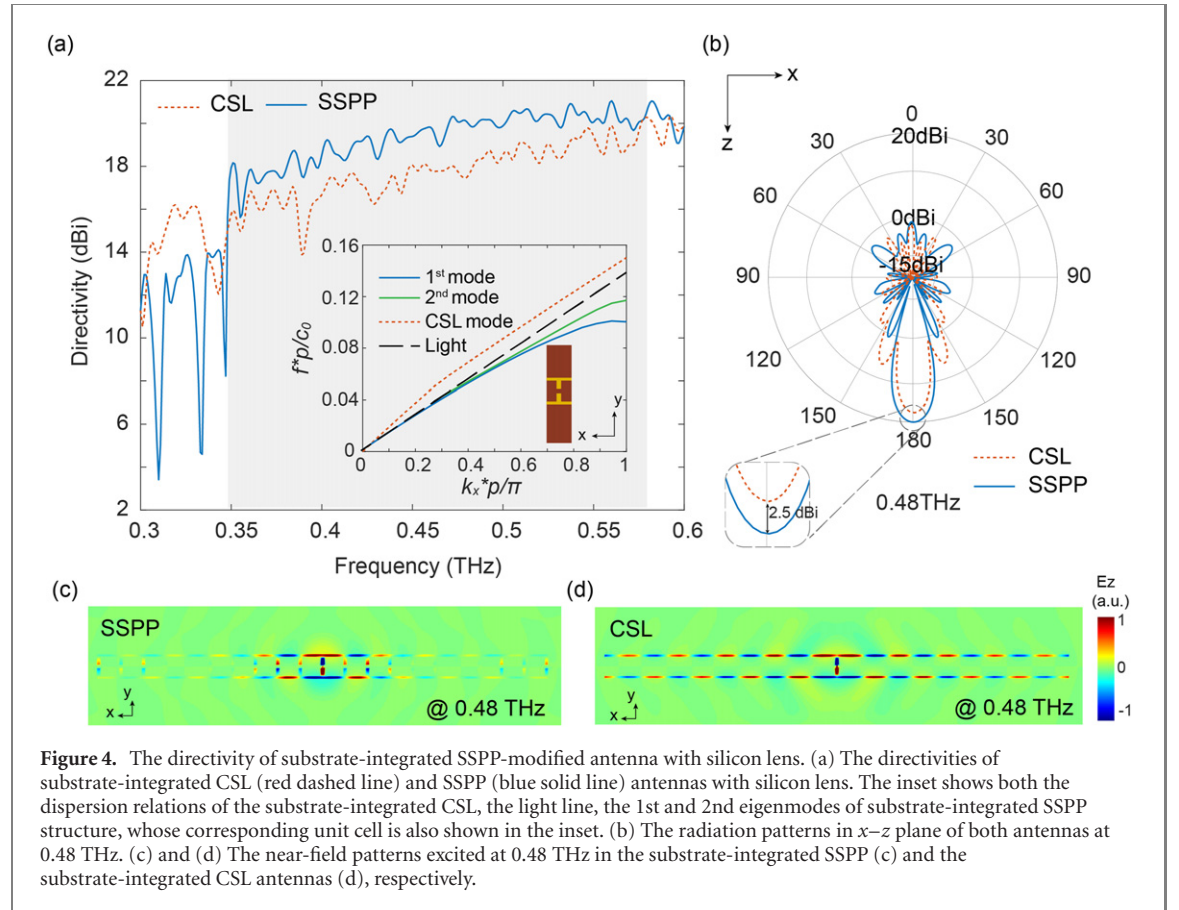 (a)
22
18
14
10
6
2
Directivity (dBi)
CSL
SSPP
0.3
0.35
0.4
0.45
0.5
0.55
0.6
Frequency (THz)
0.16
0.12
0.08
0.04
0
f*p/c0
1st mode
2nd mode
CSL mode
Light
y
x
0
0.2
0.4
0.6
0.8
1
kx*p/π
(b)
x
z
0
20dBi
30
30
60
60
0dBi
-15dBi
90
90
120
120
150
150
180
CSL
SSPP
2.5 dBi
0.48THz
(c)
SSPP
y
x
@ 0.48 THz
(d)
CSL
y
x
@ 0.48 THz
Ez
(a.u.)
1
0
-1
Figure 4. The directivity of substrate-integrated SSPP-modified antenna with silicon lens. (a) The directivities of
substrate-integrated CSL (red dashed line) and SSPP (blue solid line) antennas with silicon lens. The inset shows both the
dispersion relations of the substrate-integrated CSL, the light line, the 1st and 2nd eigenmodes of substrate-integrated SSPP
structure, whose corresponding unit cell is also shown in the inset. (b) The radiation patterns in x–z plane of both antennas at
0.48 THz. (c) and (d) The near-field patterns excited at 0.48 THz in the substrate-integrated SSPP (c) and the
substrate-integrated CSL antennas (d), respectively.